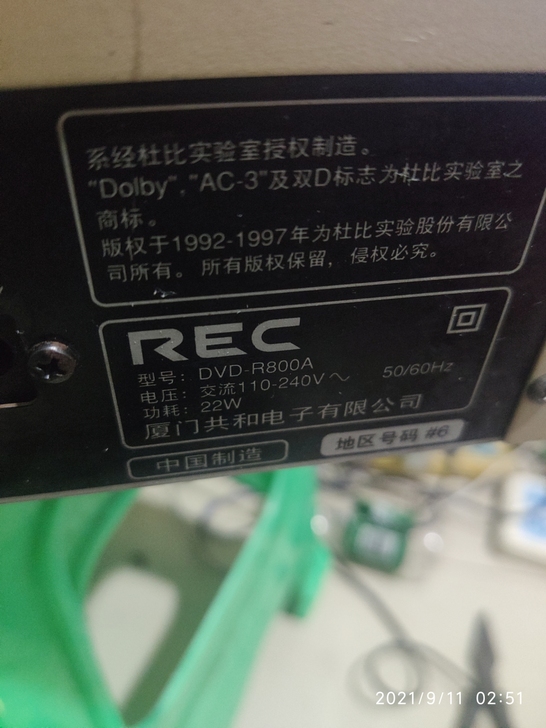 系经杜比实验室授权制造。
"Dolby"."AC-3"及双D标志为杜比实验室之
商标。
版权于1992-1997年为杜比实验股份有限公
司所有。所有版权保留，侵权必究。
REC
型号：DVD-R800A
电压：交流110-240V～ 50/60Hz
功耗：22W
厦门共和电子有限公司
中国制造
地区号码 #6
2021/9/11 02:51